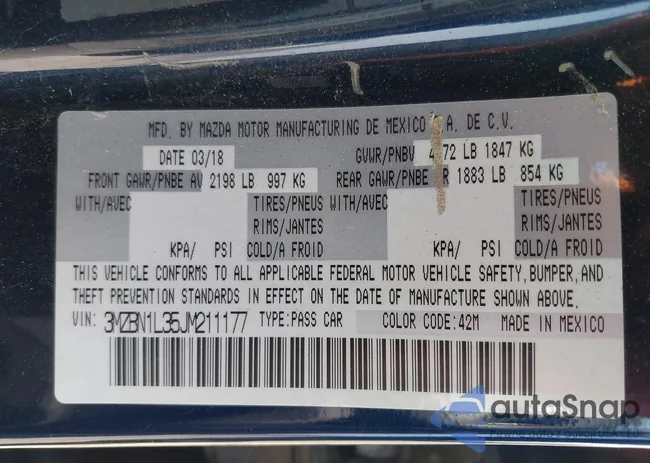 MFD. BY MAZDA MOTOR MANUFACTURING DE MEXICO A. DE C.V.
DATE 03/18 GVWR/PNBV 4 72 LB 1847 KG
FRONT GAWR/PNBE AV 2198 LB 997 KG REAR GAWR/PNBE R 1883 LB 854 KG
WITH/AVEC TIRES/PNEUS WITH/AVEC TIRES/PNEUS
RIMS/JANTES RIMS/JANTES
KPA/ PSI COLD/A FROID KPA/ PSI COLD/A FROID
THIS VEHICLE CONFORMS TO ALL APPLICABLE FEDERAL MOTOR VEHICLE SAFETY, BUMPER, AND
THEFT PREVENTION STANDARDS IN EFFECT ON THE DATE OF MANUFACTURE SHOWN ABOVE.
VIN: 3MZBN1L35JM211177 TYPE:PASS CAR COLOR CODE:42M MADE IN MEXICO
autoSnap